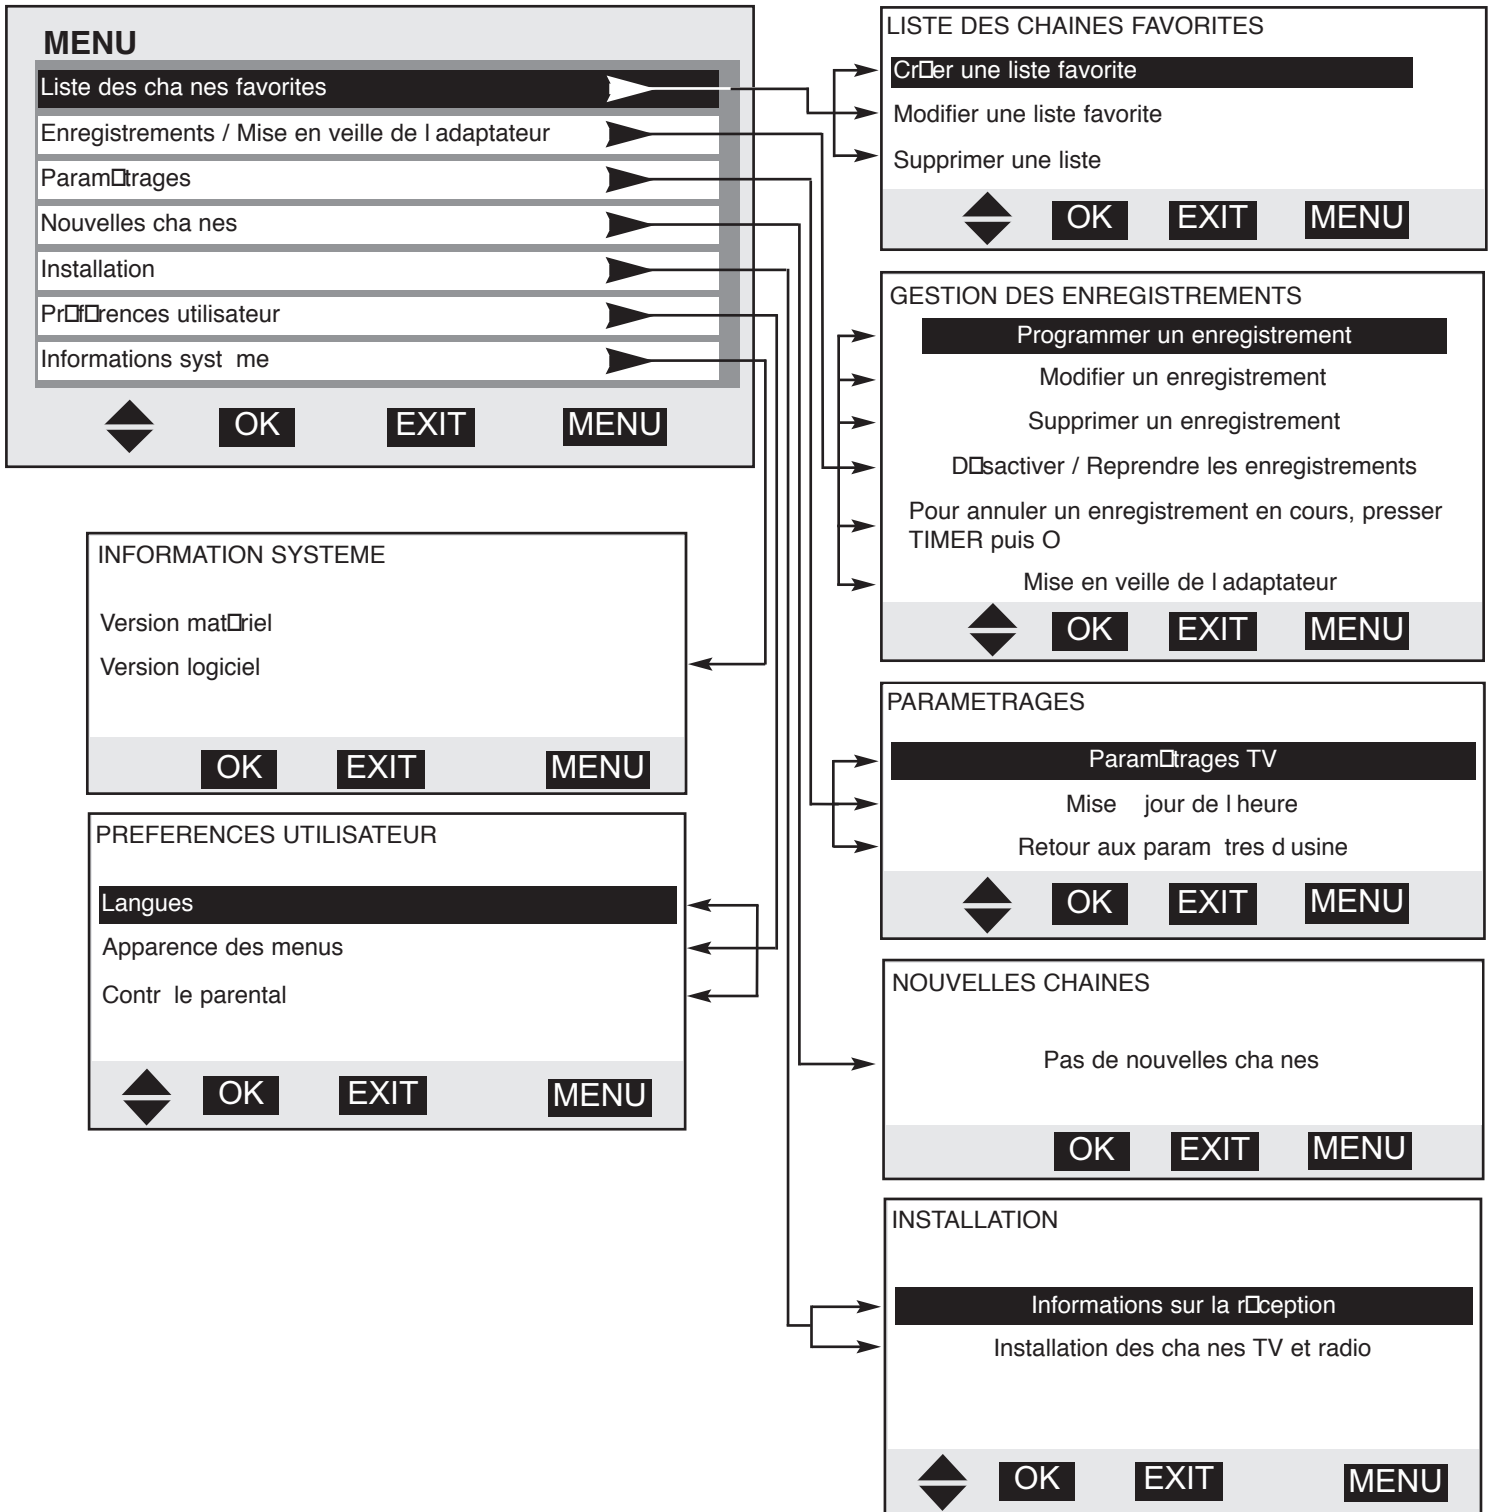 MENU
Liste des cha nes favorites
Enregistrements / Mise en veille de l adaptateur
Param□trages
Nouvelles cha nes
Installation
Pr□f□rences utilisateur
Informations syst me
OK EXIT MENU
LISTE DES CHAINES FAVORITES
Cr□er une liste favorite
Modifier une liste favorite
Supprimer une liste
OK EXIT MENU
GESTION DES ENREGISTREMENTS
Programmer un enregistrement
Modifier un enregistrement
Supprimer un enregistrement
D□sactiver / Reprendre les enregistrements
Pour annuler un enregistrement en cours, presser
TIMER puis O
Mise en veille de l adaptateur
OK EXIT MENU
PARAMETRAGES
Param□trages TV
Mise jour de l heure
Retour aux param tres d usine
OK EXIT MENU
NOUVELLES CHAINES
Pas de nouvelles cha nes
OK EXIT MENU
INSTALLATION
Informations sur la r□ception
Installation des cha nes TV et radio
OK EXIT MENU
INFORMATION SYSTEME
Version mat□riel
Version logiciel
OK EXIT MENU
PREFERENCES UTILISATEUR
Langues
Apparence des menus
Contr le parental
OK EXIT MENU